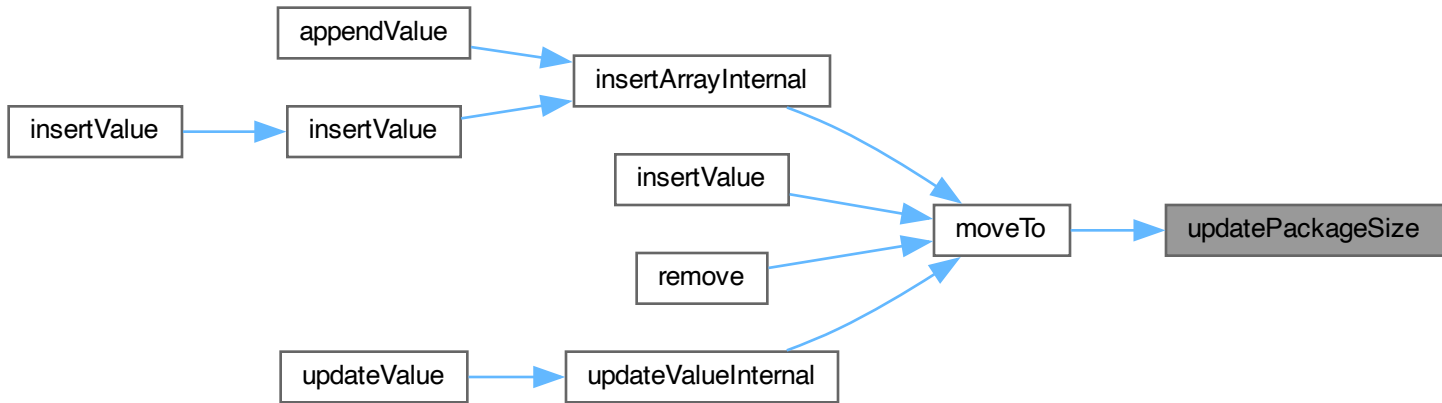 appendValue
insertArrayInternal
insertValue
insertValue
insertValue
moveTo
updatePackageSize
remove
updateValue
updateValueInternal